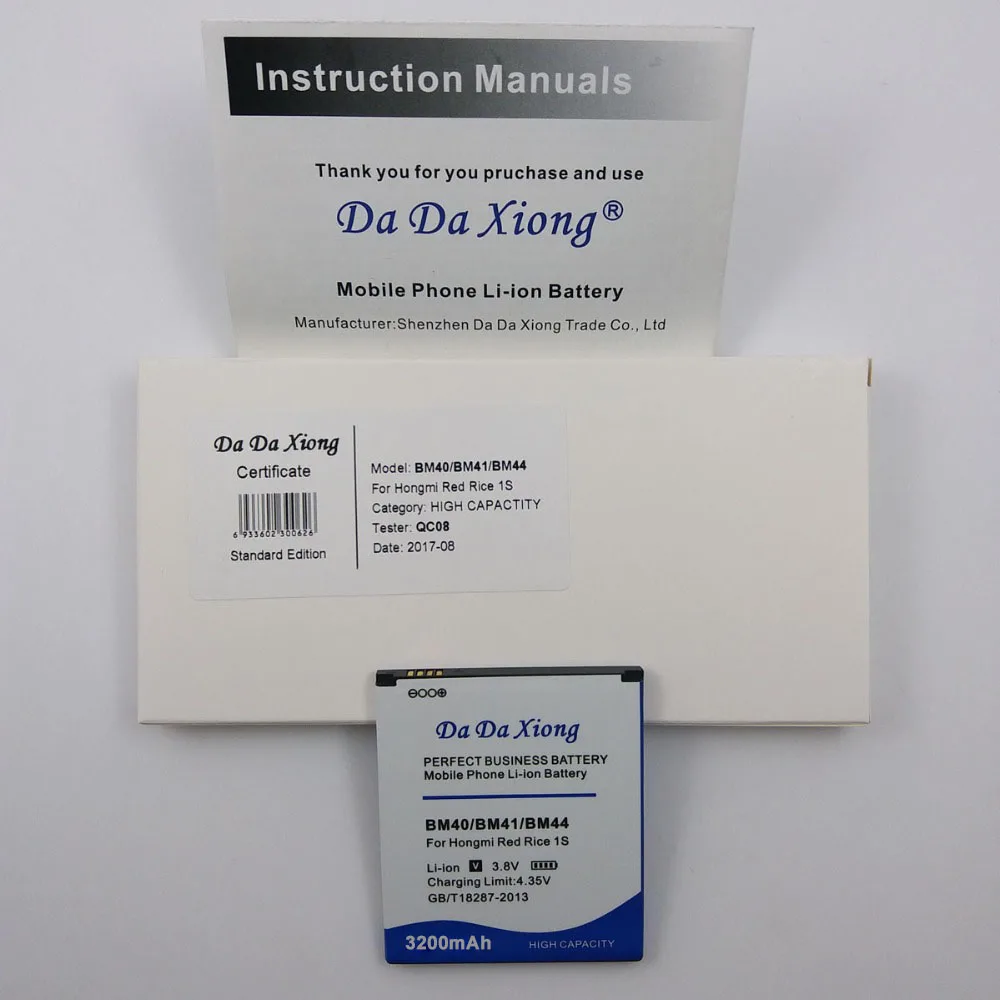 Instruction Manuals
Thank you for you pruchase and use
Da Da Xiong®
Mobile Phone Li-ion Battery
Manufacturer:Shenzhen Da Da Xiong Trade Co., Ltd
Da Da Xiong
Certificate
6 933602 300626
Standard Edition
Model: BM40/BM41/BM44
For Hongmi Red Rice 1S
Category: HIGH CAPACTITY
Tester: QC08
Date: 2017-08
Da Da Xiong
PERFECT BUSINESS BATTERY
Mobile Phone Li-ion Battery
BM40/BM41/BM44
For Hongmi Red Rice 1S
Li-ion V 3.8V
Charging Limit:4.35V
GB/T18287-2013
3200mAh
HIGH CAPACITY